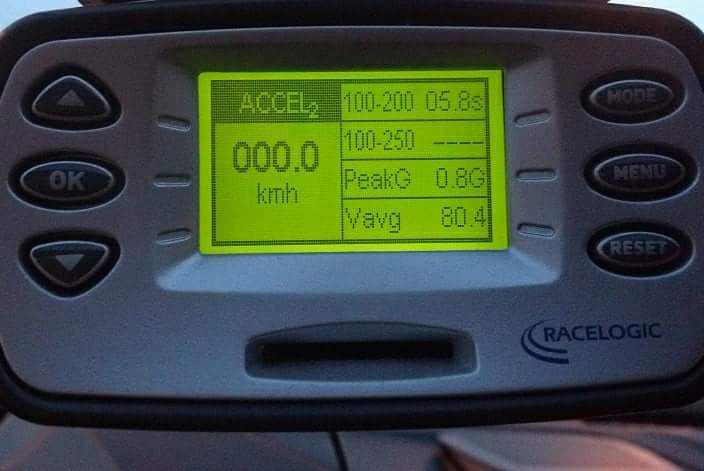 ACCEL2
000.0
kmh
100-200 05.8s
100-250 ----
PeakG 0.8G
Vavg 80.4
OK
MODE
MENU
RESET
RACELOGIC